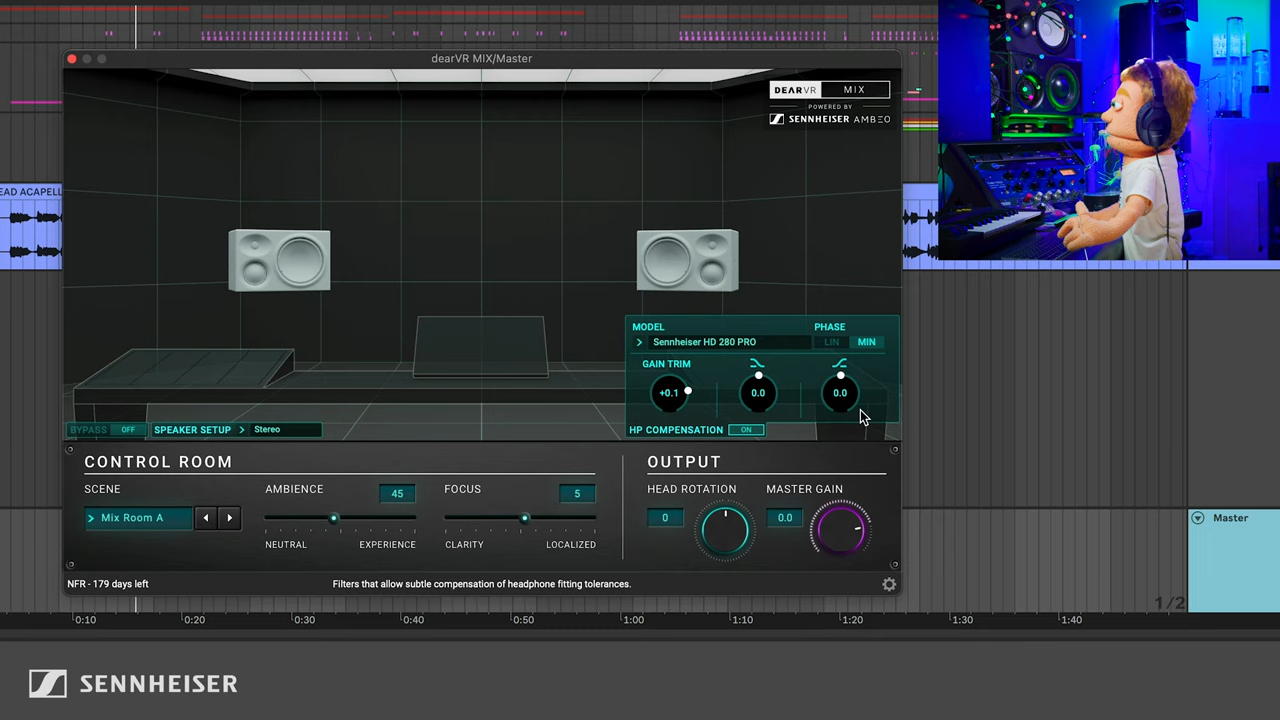 dearVR MIX/Master
DEARVR MIX
POWERED BY
SENNHEISER AMBEO
EAD ACAPELL
MODEL
PHASE
Sennheiser HD 280 PRO
LIN MIN
GAIN TRIM
+0.1
0.0
0.0
BYPASS OFF
SPEAKER SETUP > Stereo
HP COMPENSATION ON
CONTROL ROOM
SCENE
Mix Room A
AMBIENCE 45
NEUTRAL EXPERIENCE
FOCUS 5
CLARITY LOCALIZED
OUTPUT
HEAD ROTATION
0
MASTER GAIN
0.0
NFR - 179 days left
Filters that allow subtle compensation of headphone fitting tolerances.
Master
1/2
0:10 0:20 0:30 0:40 0:50 1:00 1:10 1:20 1:30 1:40
SENNHEISER